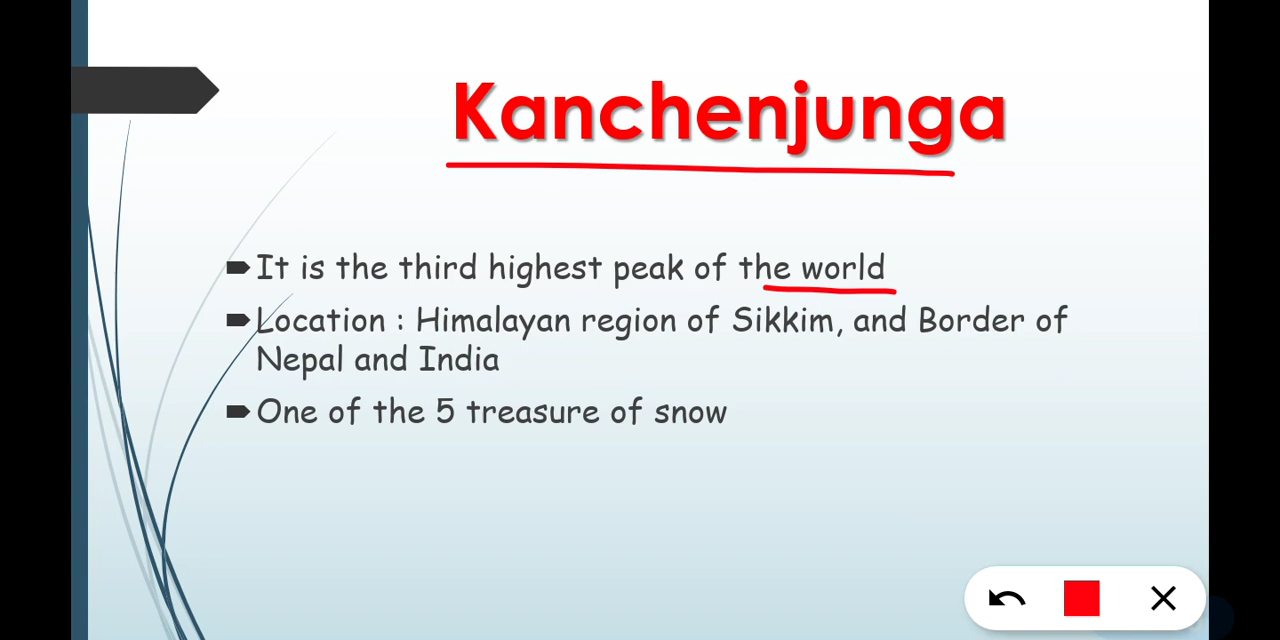 Kanchenjunga
It is the third highest peak of the world
Location : Himalayan region of Sikkim, and Border of
Nepal and India
One of the 5 treasure of snow